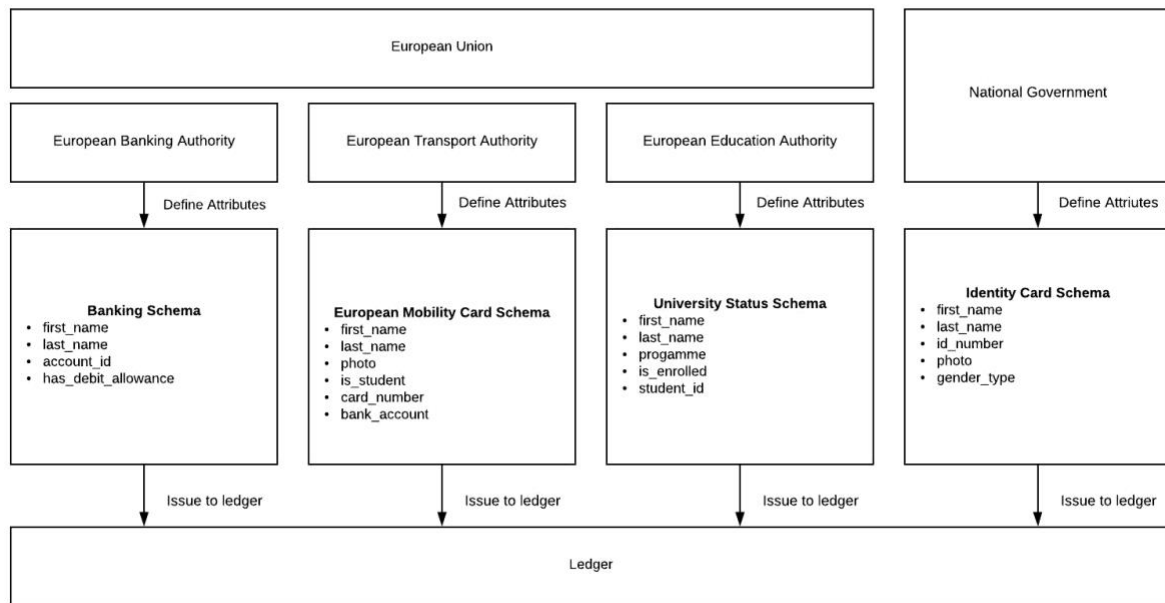 European Union
National Government
European Banking Authority
European Transport Authority
European Education Authority
Define Attributes
Define Attributes
Define Attributes
Define Attriutes
Banking Schema
• first_name
• last_name
• account_id
• has_debit_allowance
European Mobility Card Schema
• first_name
• last_name
• photo
• is_student
• card_number
• bank_account
University Status Schema
• first_name
• last_name
• progamme
• is_enrolled
• student_id
Identity Card Schema
• first_name
• last_name
• id_number
• photo
• gender_type
Issue to ledger
Issue to ledger
Issue to ledger
Issue to ledger
Ledger